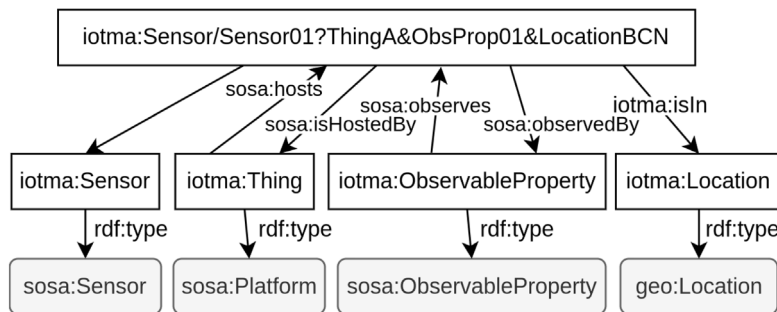 iotma:Sensor/Sensor01?ThingA&ObsProp01&LocationBCN
sosa:hosts
sosa:isHostedBy
sosa:observes
sosa:observedBy
iotma:isIn
iotma:Sensor
iotma:Thing
iotma:ObservableProperty
iotma:Location
rdf:type
rdf:type
rdf:type
rdf:type
sosa:Sensor
sosa:Platform
sosa:ObservableProperty
geo:Location